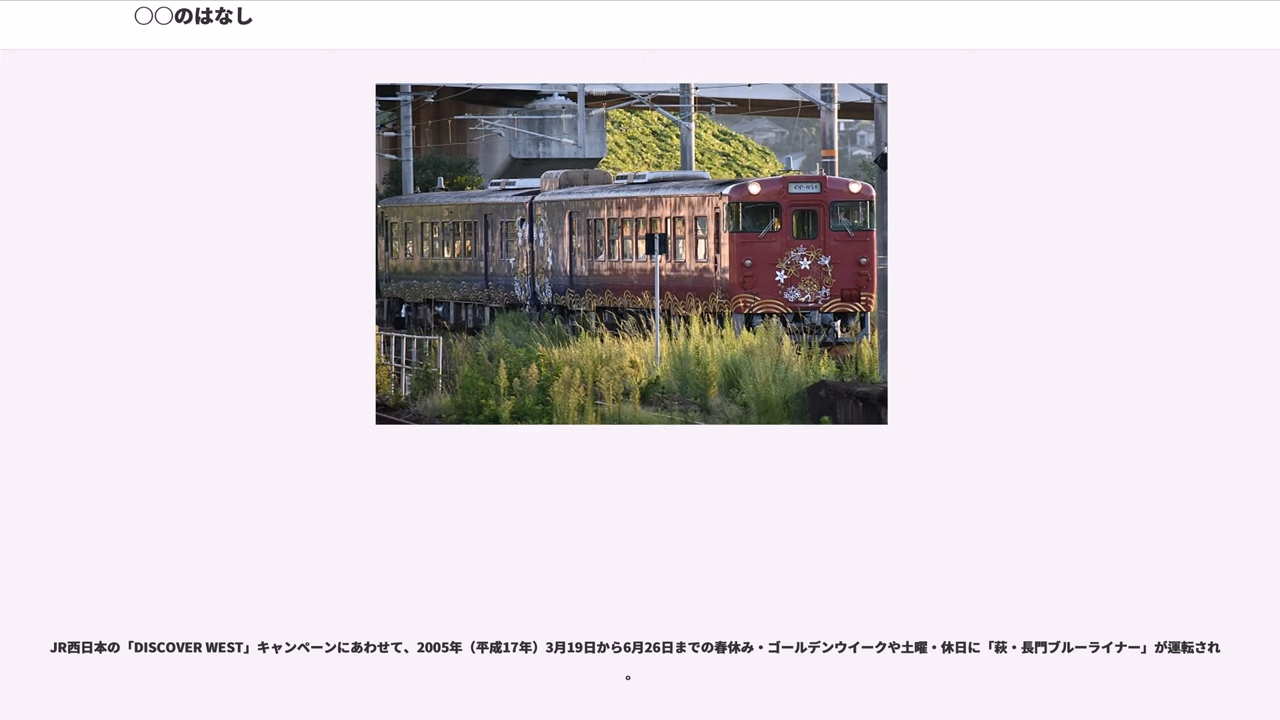 ○○のはなし
JR西日本の「DISCOVER WEST」キャンペーンにあわせて、2005年（平成17年）3月19日から6月26日までの春休み・ゴールデンウイークや土曜・休日に「萩・長門ブルーライナー」が運転され
。